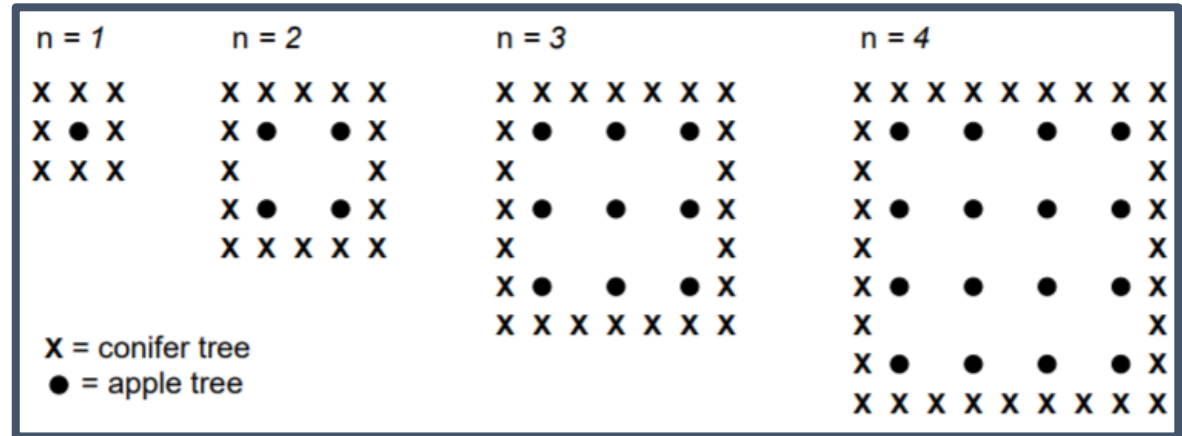 n = 1 n = 2 n = 3 n = 4
X X X X X X X X X X X X X X X X X X X X X X X X
X ● X X ● ● X X ● ● ● X X ● ● ● ● X
X X X X X X X X X
X ● ● X X ● ● ● X X ● ● ● ● X
X X X X X X X X X
X ● ● ● X X ● ● ● ● X
X X X X X X X X X
X = conifer tree
X ● ● ● ● X
● = apple tree
X X X X X X X X X